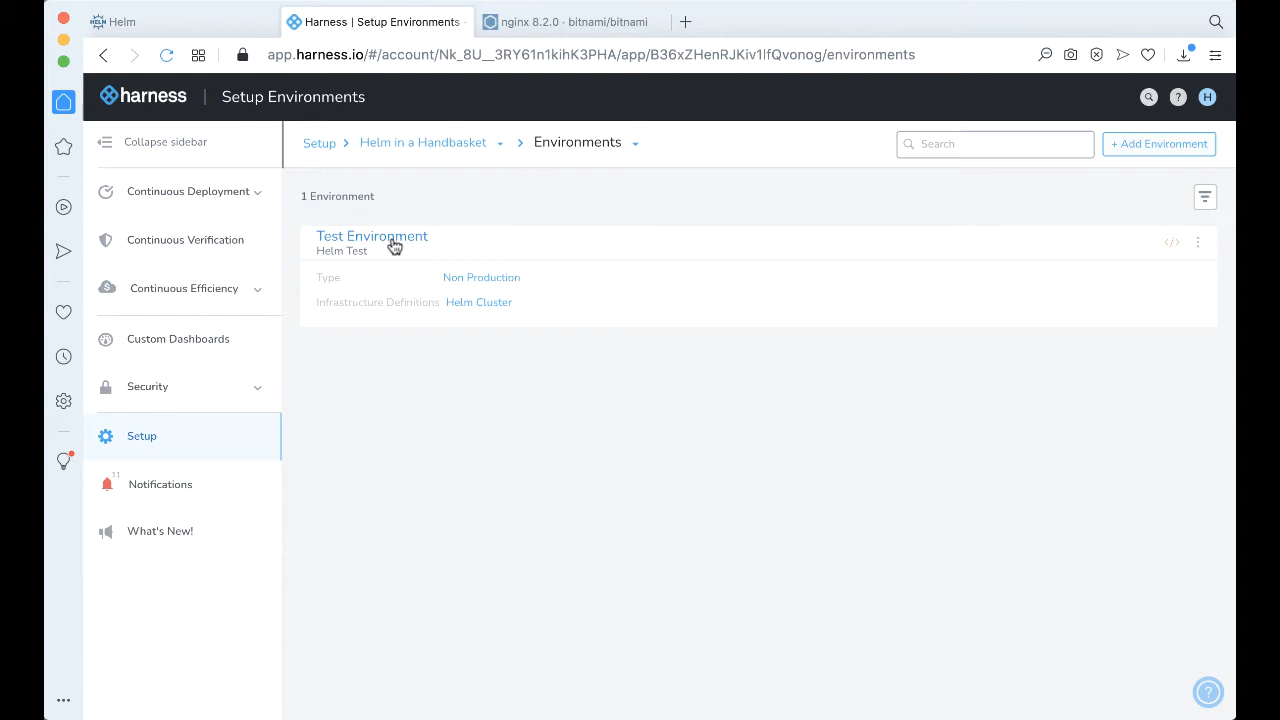 HELM Helm
Harness | Setup Environments -
nginx 8.2.0 · bitnami/bitnami
app.harness.io/#/account/Nk_8U__3RY61n1kihK3PHA/app/B36xZHenRJKiv1lfQvonog/environments
harness | Setup Environments
? H
Collapse sidebar
Setup > Helm in a Handbasket > Environments
Search
+ Add Environment
Continuous Deployment
Continuous Verification
Continuous Efficiency
Custom Dashboards
Security
Setup
11
Notifications
What's New!
1 Environment
Test Environment
Helm Test
</>
Type Non Production
Infrastructure Definitions Helm Cluster
?